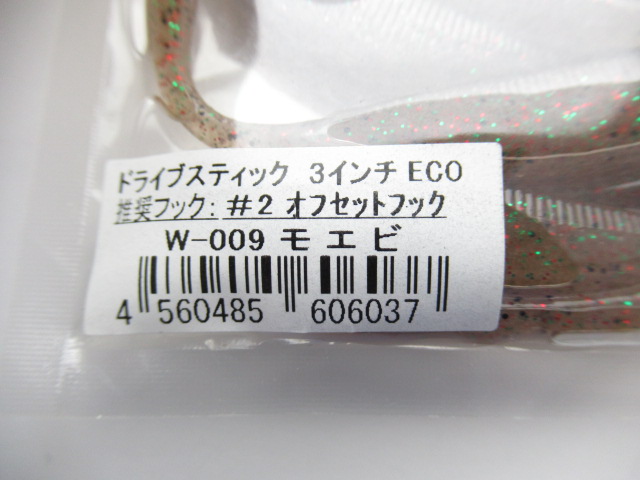 ドライブスティック 3インチ ECO
推奨フック: #2 オフセットフック
W-009 モエビ
4 560485 606037